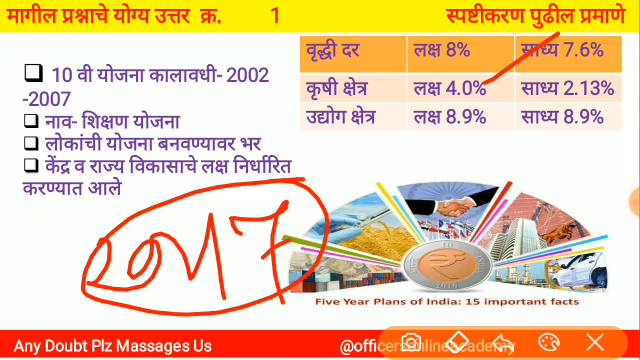 मागील प्रश्नाचे योग्य उत्तर क्र. 1 स्पष्टीकरण पुढील प्रमाणे
वृद्धी दर लक्ष 8% साध्य 7.6%
कृषी क्षेत्र लक्ष 4.0% साध्य 2.13%
उद्योग क्षेत्र लक्ष 8.9% साध्य 8.9%
10 वी योजना कालावधी- 2002
-2007
नाव- शिक्षण योजना
लोकांची योजना बनवण्यावर भर
केंद्र व राज्य विकासाचे लक्ष निर्धारित
करण्यात आले
Five Year Plans of India: 15 important facts
Any Doubt Plz Massages Us @officersonlineacademy